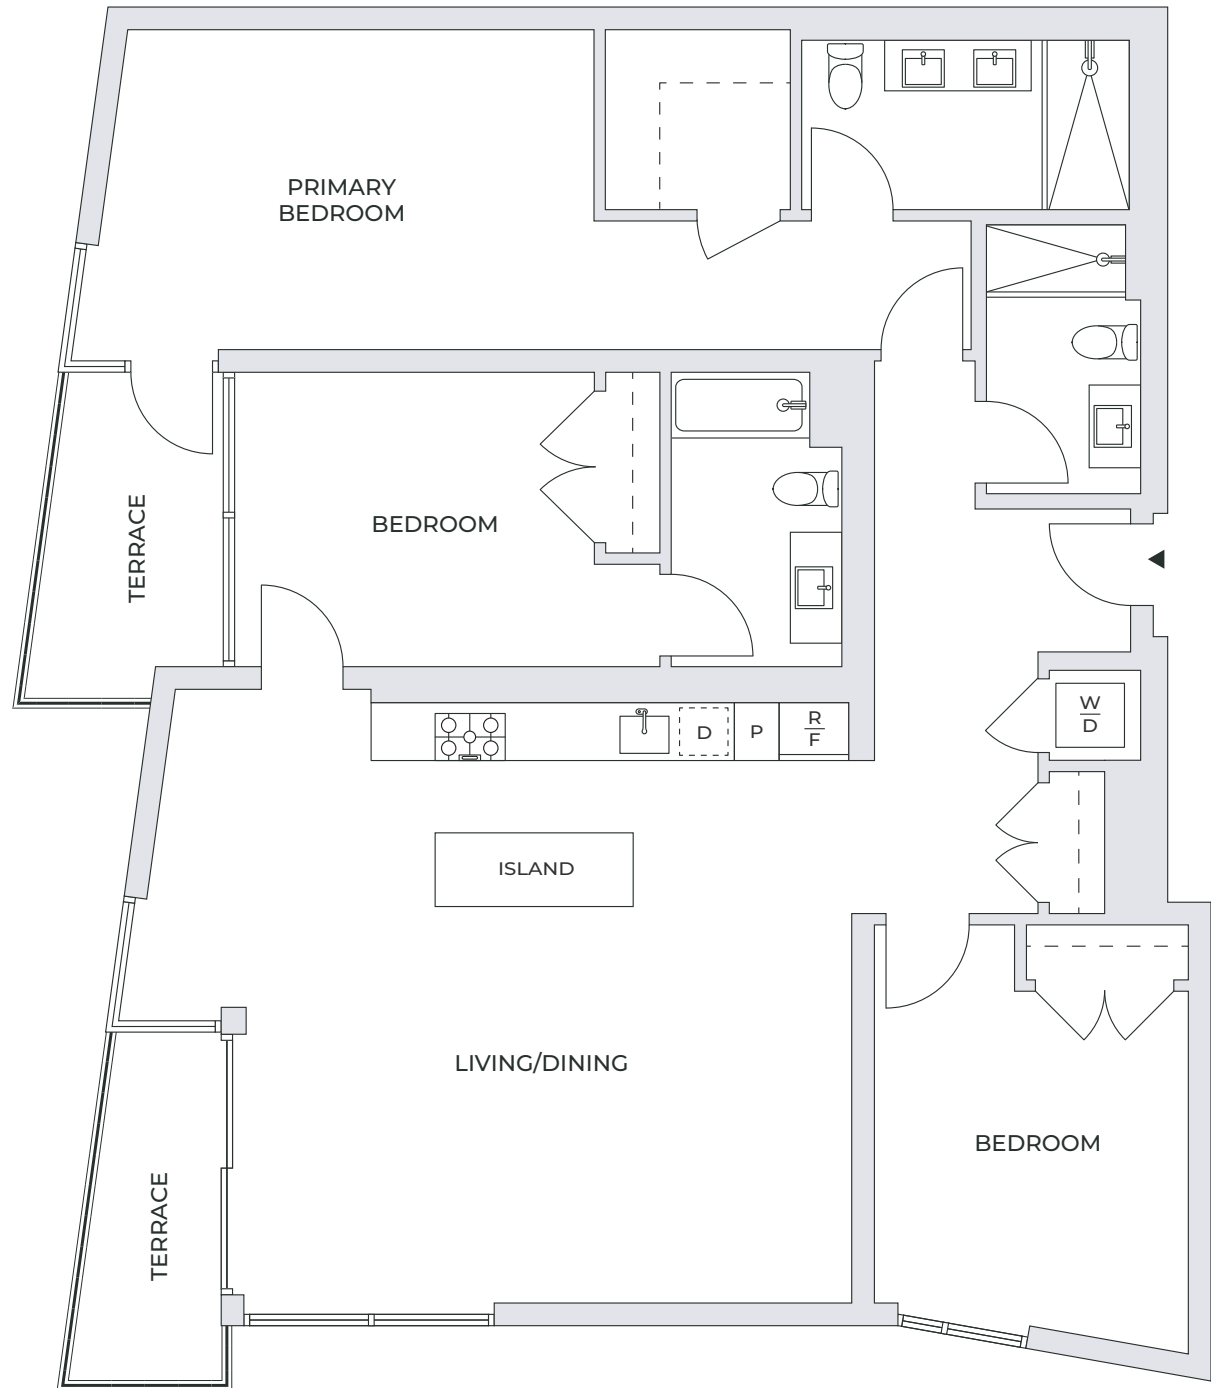 PRIMARY
BEDROOM
TERRACE
BEDROOM
W
D
D
P
R
F
ISLAND
LIVING/DINING
BEDROOM
TERRACE